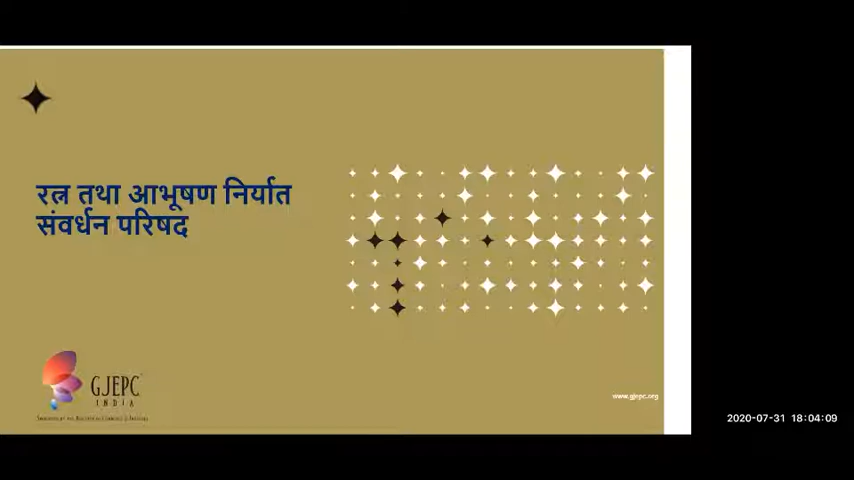 रत्न तथा आभूषण निर्यात
संवर्धन परिषद
GJEPC
INDIA
www.gjepc.org
2020-07-31 18:04:09